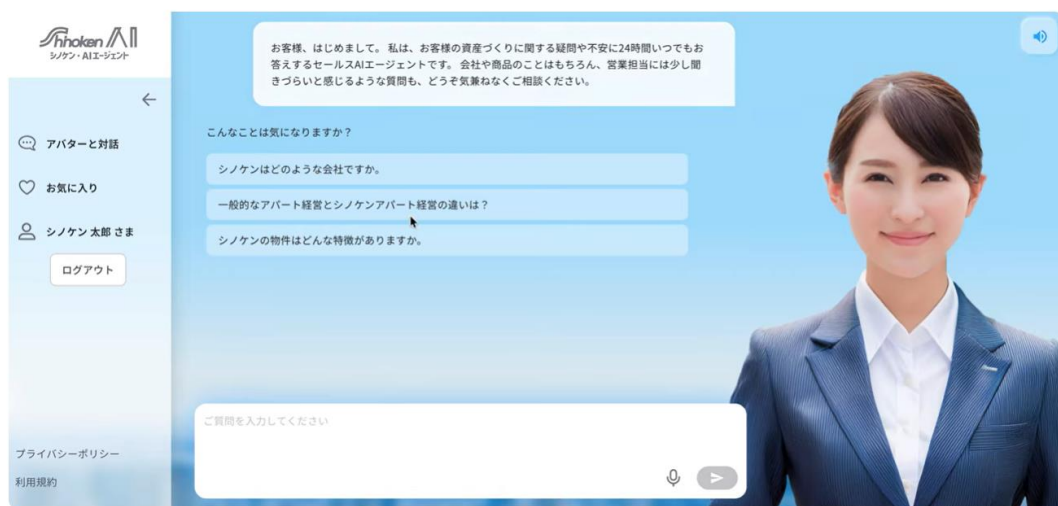 Shhoken AI
シノケン・AIエージェント
アバターと対話
お気に入り
シノケン 太郎 さま
ログアウト
プライバシーポリシー
利用規約
お客様、はじめまして。 私は、お客様の資産づくりに関する疑問や不安に24時間いつでもお
答えするセールスAIエージェントです。 会社や商品のことはもちろん、営業担当には少し聞
きづらいと感じるような質問も、どうぞ気兼ねなくご相談ください。
こんなことは気になりますか？
シノケンはどのような会社ですか。
一般的なアパート経営とシノケンアパート経営の違いは？
シノケンの物件はどんな特徴がありますか。
ご質問を入力してください